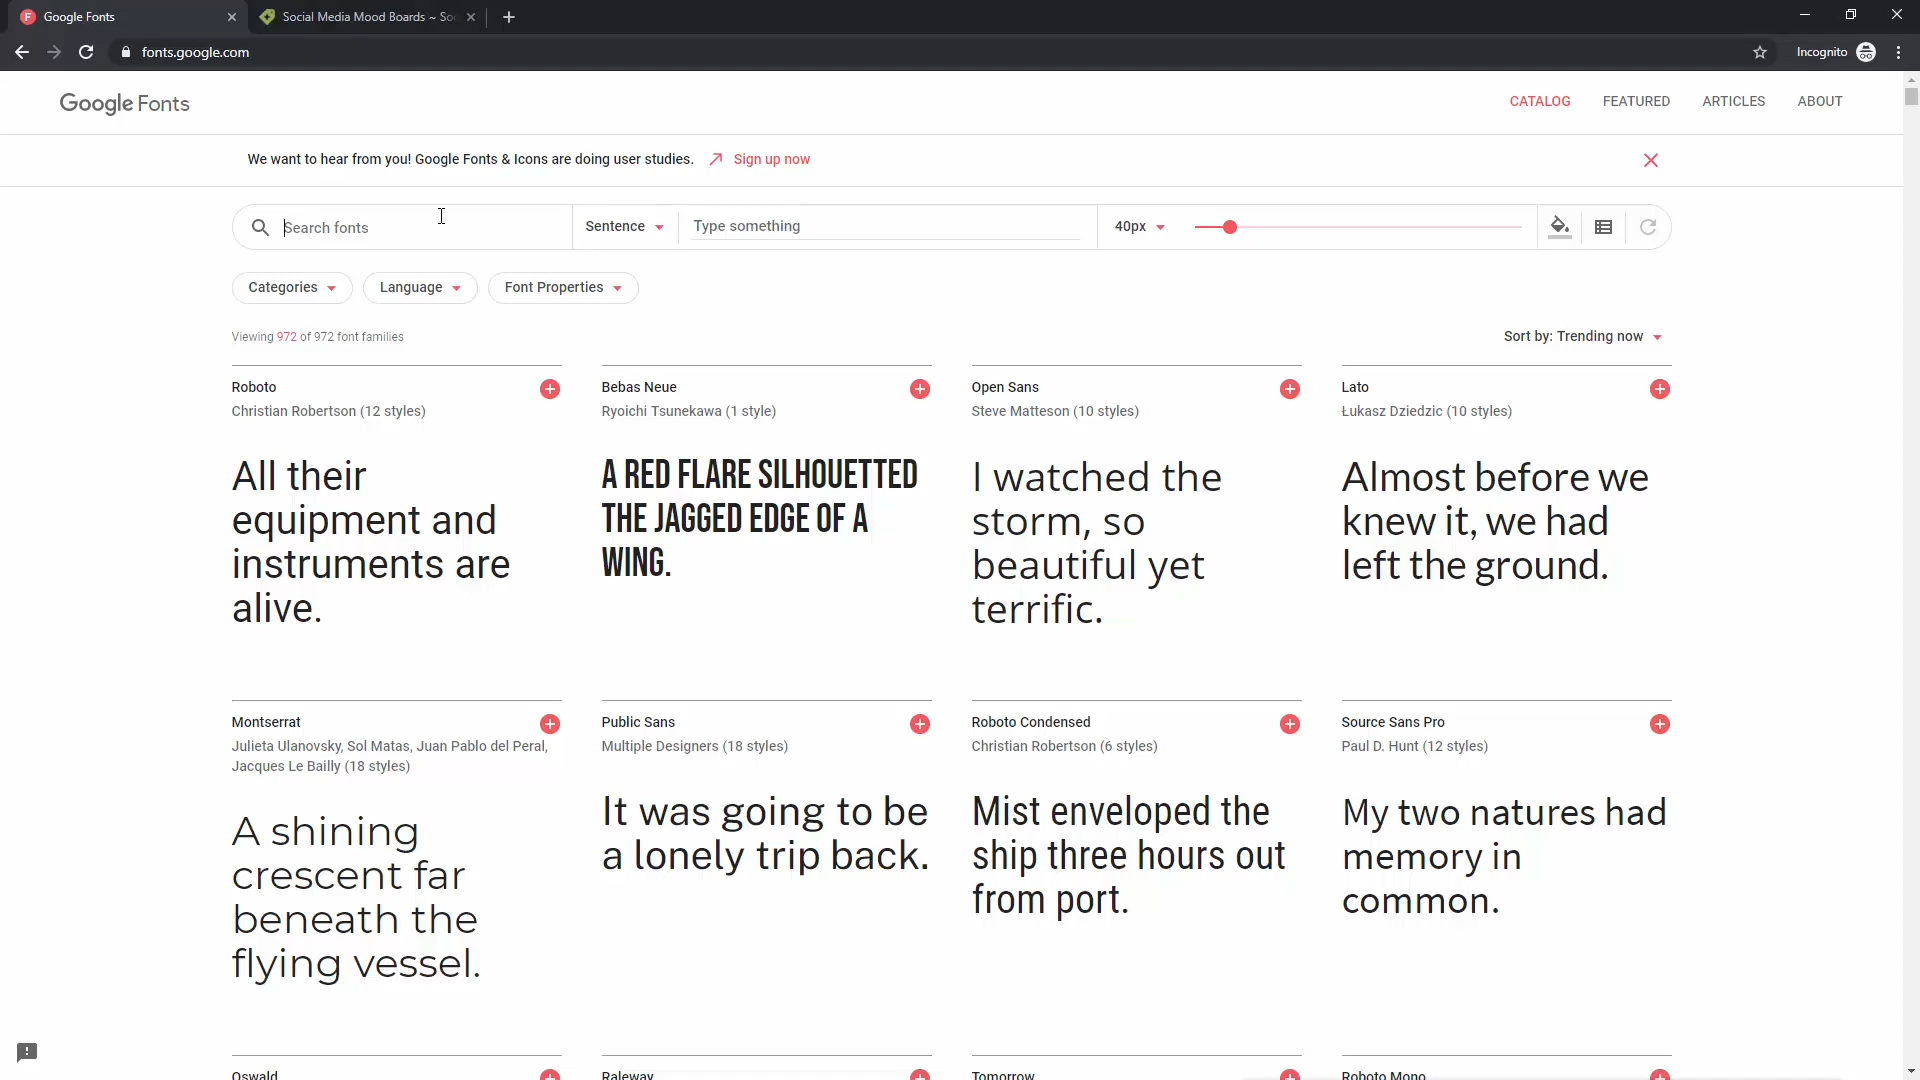 Google Fonts
Social Media Mood Boards ~ Soc
fonts.google.com
Incognito
Google Fonts
CATALOG FEATURED ARTICLES ABOUT
We want to hear from you! Google Fonts & Icons are doing user studies. Sign up now
Search fonts Sentence Type something 40px
Categories Language Font Properties
Viewing 972 of 972 font families Sort by: Trending now
Roboto
Christian Robertson (12 styles)
All their
equipment and
instruments are
alive.
Bebas Neue
Ryoichi Tsunekawa (1 style)
A RED FLARE SILHOUETTED
THE JAGGED EDGE OF A
WING.
Open Sans
Steve Matteson (10 styles)
I watched the
storm, so
beautiful yet
terrific.
Lato
Łukasz Dziedzic (10 styles)
Almost before we
knew it, we had
left the ground.
Montserrat
Julieta Ulanovsky, Sol Matas, Juan Pablo del Peral,
Jacques Le Bailly (18 styles)
A shining
crescent far
beneath the
flying vessel.
Public Sans
Multiple Designers (18 styles)
It was going to be
a lonely trip back.
Roboto Condensed
Christian Robertson (6 styles)
Mist enveloped the
ship three hours out
from port.
Source Sans Pro
Paul D. Hunt (12 styles)
My two natures had
memory in
common.
Oswald
Raleway
Tomorrow
Roboto Mono